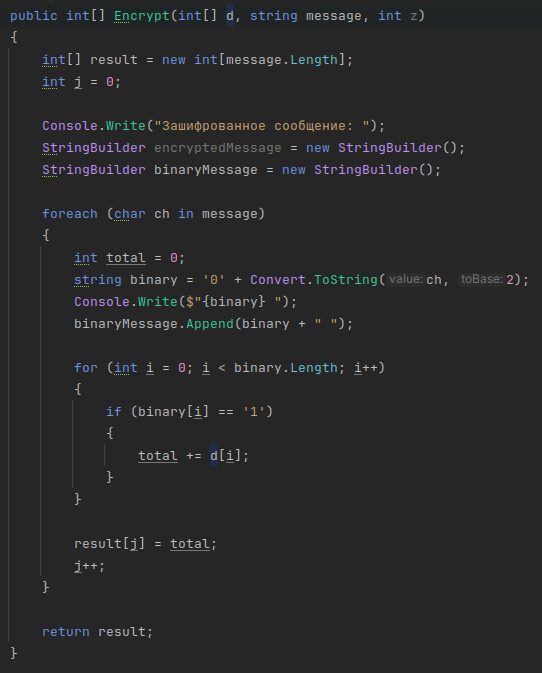 public int[] Encrypt(int[] d, string message, int z)
{
    int[] result = new int[message.Length];
    int j = 0;

    Console.Write("Зашифрованное сообщение: ");
    StringBuilder encryptedMessage = new StringBuilder();
    StringBuilder binaryMessage = new StringBuilder();

    foreach (char ch in message)
    {
        int total = 0;
        string binary = '0' + Convert.ToString( value: ch, toBase: 2);
        Console.Write($"{binary} ");
        binaryMessage.Append(binary + " ");

        for (int i = 0; i < binary.Length; i++)
        {
            if (binary[i] == '1')
            {
                total += d[i];
            }
        }

        result[j] = total;
        j++;
    }

    return result;
}